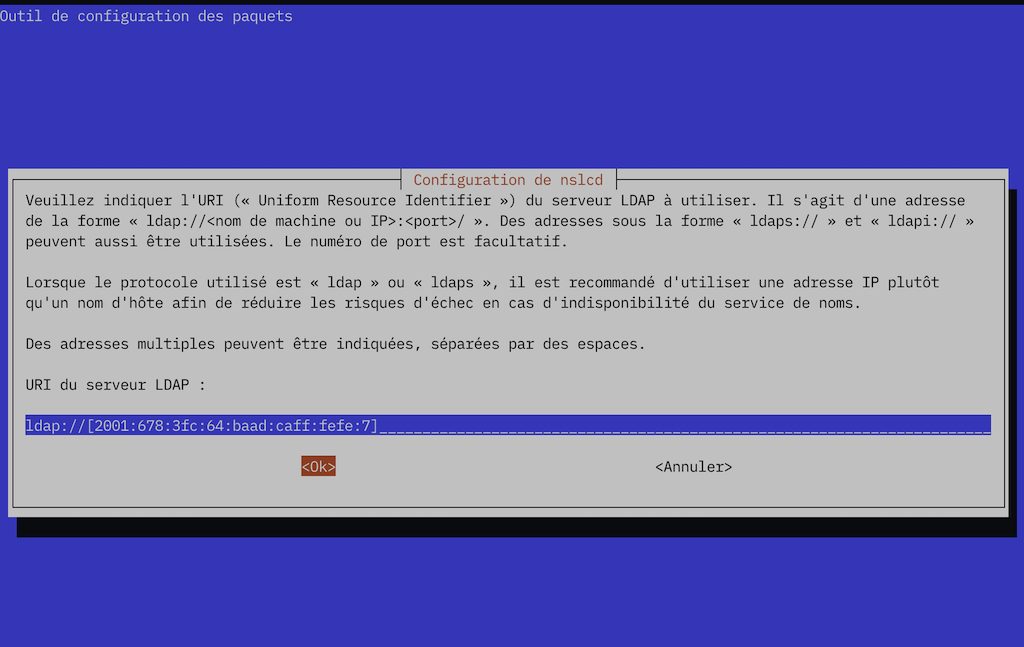 Outil de configuration des paquets
Configuration de nslcd
Veuillez indiquer l'URI (« Uniform Resource Identifier ») du serveur LDAP à utiliser. Il s'agit d'une adresse
de la forme « ldap://<nom de machine ou IP>:<port>/ ». Des adresses sous la forme « ldaps:// » et « ldapi:// »
peuvent aussi être utilisées. Le numéro de port est facultatif.
Lorsque le protocole utilisé est « ldap » ou « ldaps », il est recommandé d'utiliser une adresse IP plutôt
qu'un nom d'hôte afin de réduire les risques d'échec en cas d'indisponibilité du service de noms.
Des adresses multiples peuvent être indiquées, séparées par des espaces.
URI du serveur LDAP :
ldap://[2001:678:3fc:64:baad:caff:fefe:7]
<Ok> <Annuler>